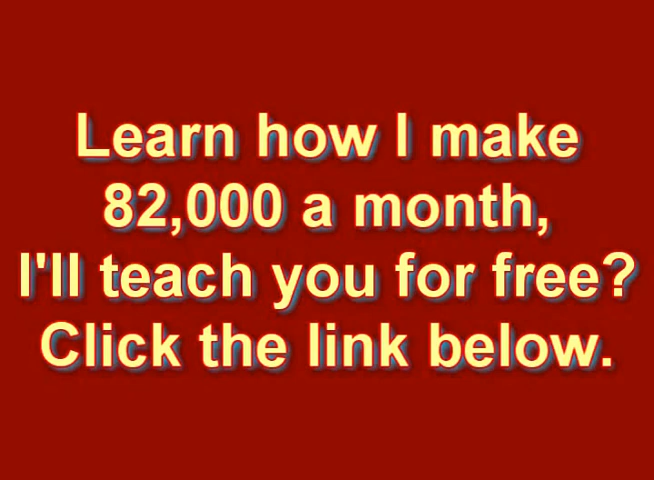 Learn how I make
82,000 a month,
I'll teach you for free?
Click the link below.